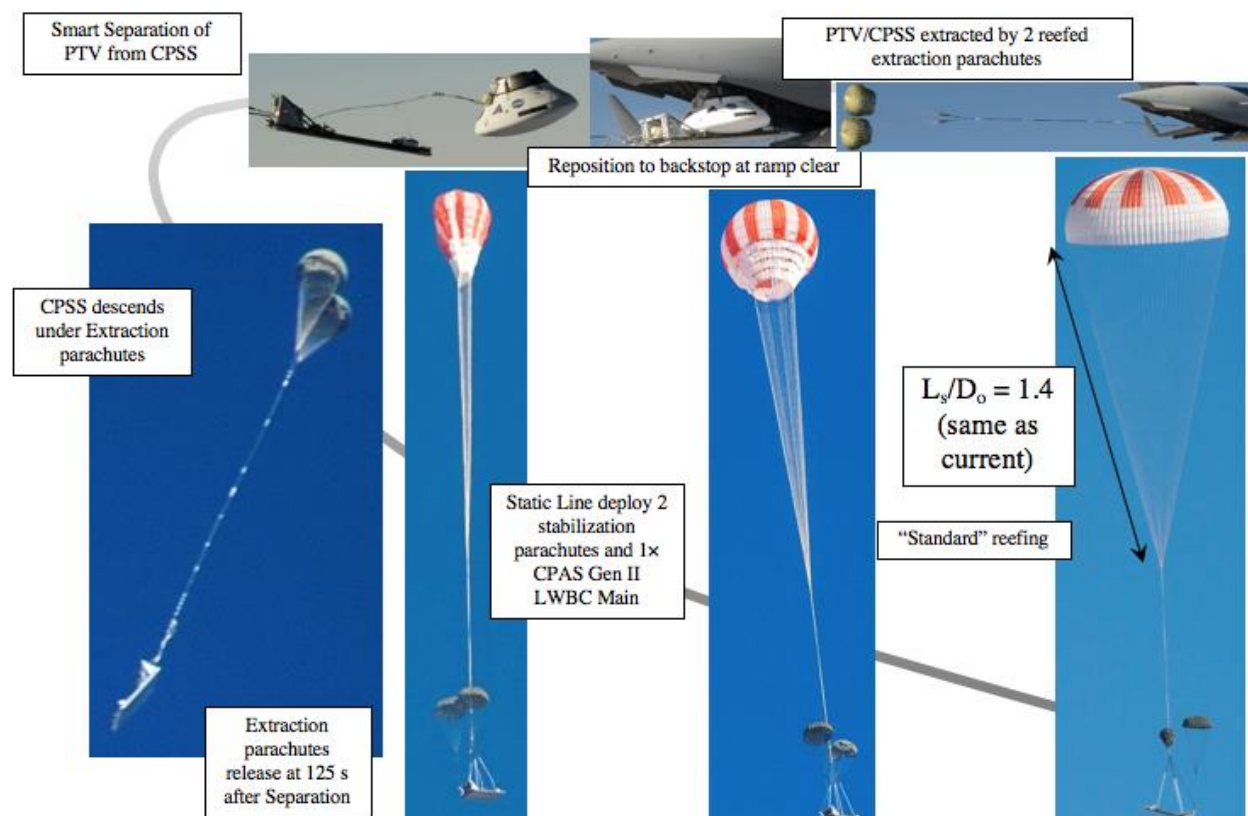 Smart Separation of
PTV from CPSS
PTV/CPSS extracted by 2 reefed
extraction parachutes
Reposition to backstop at ramp clear
CPSS descends
under Extraction
parachutes
Extraction
parachutes
release at 125 s
after Separation
Static Line deploy 2
stabilization
parachutes and 1×
CPAS Gen II
LWBC Main
Lₛ/Dₒ = 1.4
(same as
current)
“Standard” reefing